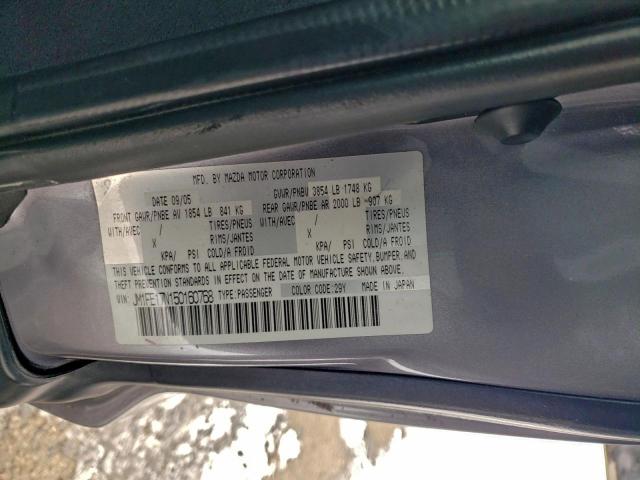 MFD. BY MAZDA MOTOR CORPORATION
DATE 09/05 GVWR/PNBV 3854 LB 1748 KG
FRONT GAWR/PNBE AV 1854 LB 841 KG REAR GAWR/PNBE AR 2000 LB 907 KG
WITH/AVEC / TIRES/PNEUS WITH/AVEC / TIRES/PNEUS
X RIMS/JANTES X RIMS/JANTES
KPA/ PSI COLD/A FROID KPA/ PSI COLD/A FROID
THIS VEHICLE CONFORMS TO ALL APPLICABLE FEDERAL MOTOR VEHICLE SAFETY,BUMPER,AND
THEFT PREVENTION STANDARDS IN EFFECT ON THE DATE OF MANUFACTURE SHOWN ABOVE.
VIN: JM1FE17N150160768 TYPE:PASSENGER COLOR CODE:29Y MADE IN JAPAN